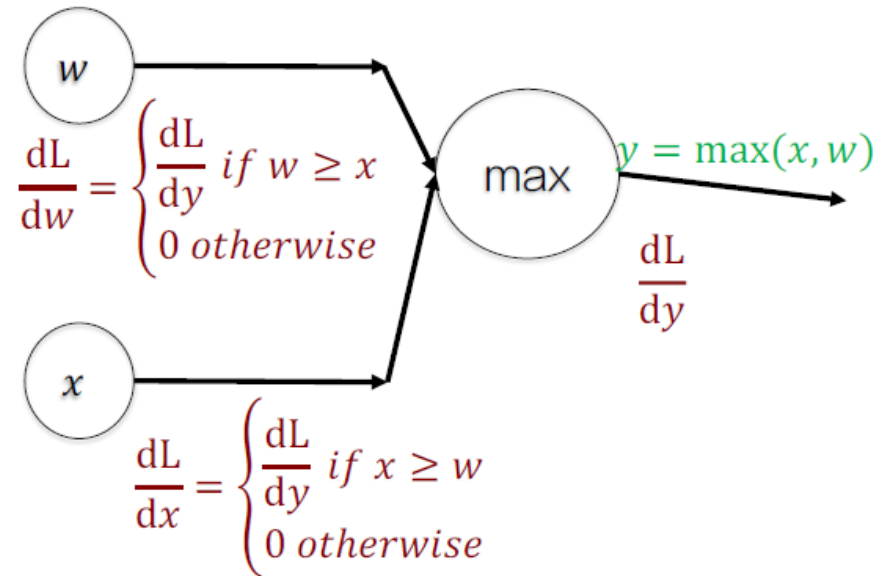 w
dL/dw = { dL/dy if w ≥ x
0 otherwise
max
y = max(x, w)
dL/dy
x
dL/dx = { dL/dy if x ≥ w
0 otherwise